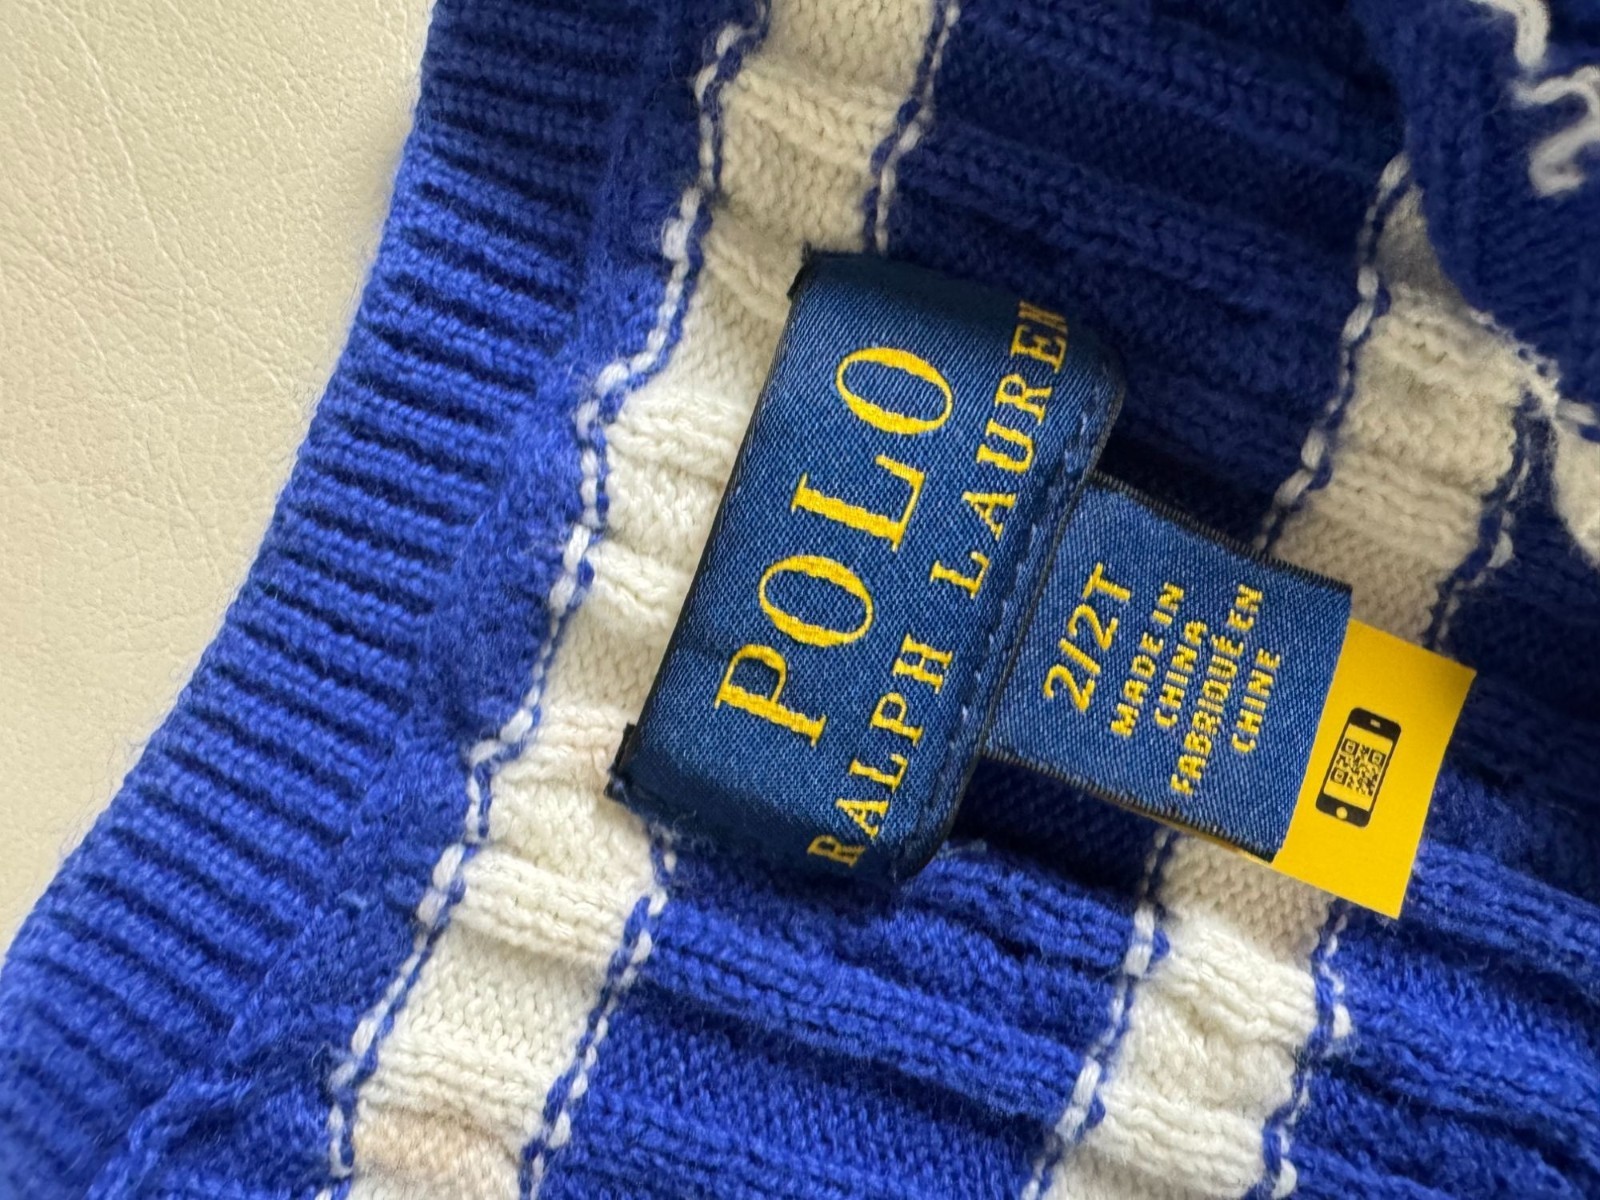 POLO
RALPH LAUREN
2/2T
MADE IN
CHINA
FABRIQUÉ EN
CHINE